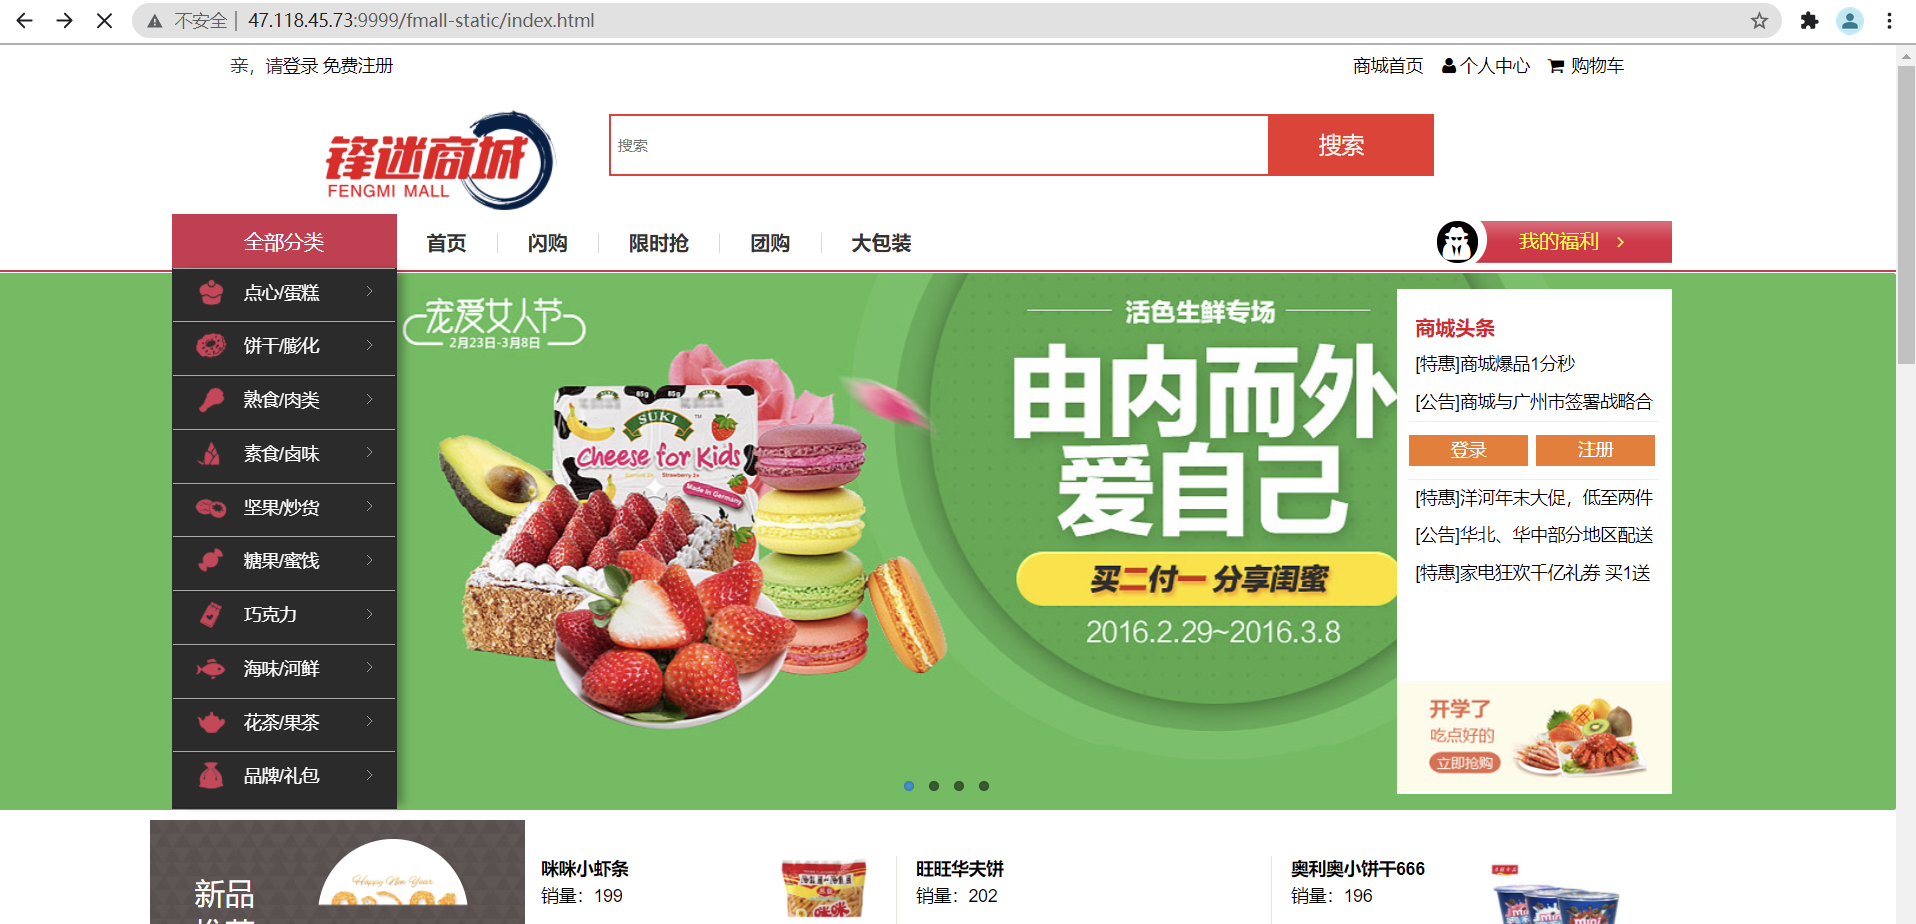 不安全 | 47.118.45.73:9999/fmall-static/index.html
亲，请登录 免费注册
商城首页 个人中心 购物车
锋迷商城
FENGMI MALL
搜索 搜索
全部分类 首页 闪购 限时抢 团购 大包装 我的福利 >
点心/蛋糕
饼干/膨化
熟食/肉类
素食/卤味
坚果/炒货
糖果/蜜饯
巧克力
海味/河鲜
花茶/果茶
品牌/礼包
宠爱女人节
2月23日-3月8日
85g 85g
SUKI
Cheese for Kids
Made in Germany
活色生鲜专场
由内而外
爱自己
买二付一 分享闺蜜
2016.2.29~2016.3.8
商城头条
[特惠]商城爆品1分秒
[公告]商城与广州市签署战略合
登录 注册
[特惠]洋河年末大促，低至两件
[公告]华北、华中部分地区配送
[特惠]家电狂欢千亿礼券 买1送
开学了
吃点好的
立即抢购
新品
Happy New Year
咪咪小虾条
销量：199
咪咪
旺旺华夫饼
销量：202
奥利奥小饼干666
销量：196
mini